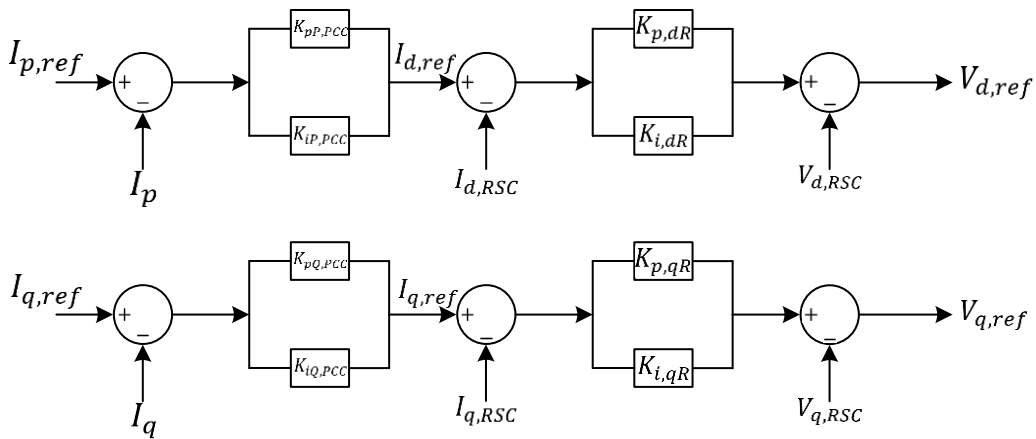 K_{pP,PCC}
K_{p,dR}
I_{p,ref} + − I_{d,ref} + − + − V_{d,ref}
K_{iP,PCC}
K_{i,dR}
I_p
I_{d,RSC}
V_{d,RSC}
K_{pQ,PCC}
K_{p,qR}
I_{q,ref} + − I_{q,ref} + − + − V_{q,ref}
K_{iQ,PCC}
K_{i,qR}
I_q
I_{q,RSC}
V_{q,RSC}